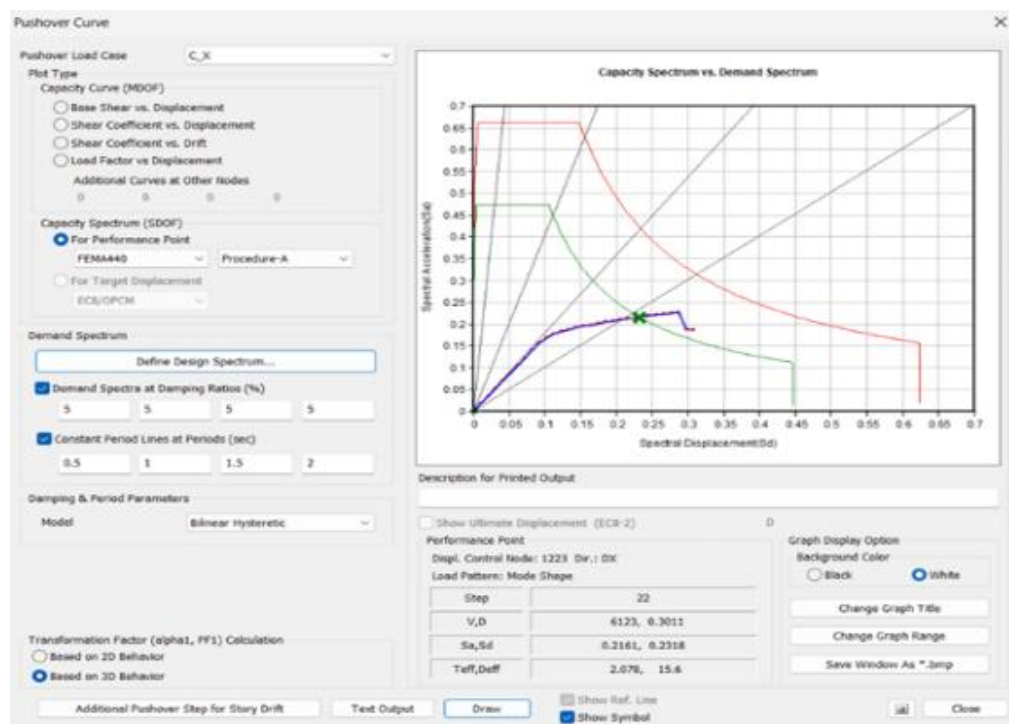 Pushover Curve
Pushover Load Case C_X
Plot Type
Capacity Curve (MDOF)
Base Shear vs. Displacement
Shear Coefficient vs. Displacement
Shear Coefficient vs. Drift
Load Factor vs Displacement
Additional Curves at Other Nodes
0 0 0 0
Capacity Spectrum (SDOF)
For Performance Point
FEMA440 Procedure-A
For Target Displacement
EC8/OPCM
Demand Spectrum
Define Design Spectrum...
Demand Spectra at Damping Ratios (%)
5 5 5 5
Constant Period Lines at Periods (sec)
0.5 1 1.5 2
Damping & Period Parameters
Model Bilinear Hysteretic
Transformation Factor (alpha1, PF1) Calculation
Based on 2D Behavior
Based on 3D Behavior
Capacity Spectrum vs. Demand Spectrum
Spectral Acceleration(Sa)
0.7
0.65
0.6
0.55
0.5
0.45
0.4
0.35
0.3
0.25
0.2
0.15
0.1
0.05
0
0 0.05 0.1 0.15 0.2 0.25 0.3 0.35 0.4 0.45 0.5 0.55 0.6 0.65 0.7
Spectral Displacement(Sd)
Description for Printed Output
Show Ultimate Displacement (EC8-2) 0
Performance Point
Displ. Control Node: 1223 Dir.: DX
Load Pattern: Mode Shape
Step 22
V,D 6123, 0.3011
Sa,Sd 0.2161, 0.2318
Teff,Deff 2.078, 15.6
Graph Display Option
Background Color
Black White
Change Graph Title
Change Graph Range
Save Window As *.bmp
Additional Pushover Step for Story Drift Text Output Draw
Show Ref. Line
Show Symbol
Close